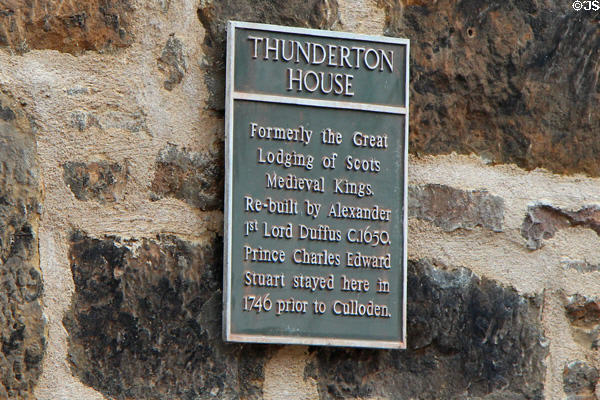 ©JS
THUNDERTON
HOUSE
Formerly the Great
Lodging of Scots
Medieval Kings.
Re-built by Alexander
1st Lord Duffus C.1650.
Prince Charles Edward
Stuart stayed here in
1746 prior to Culloden.